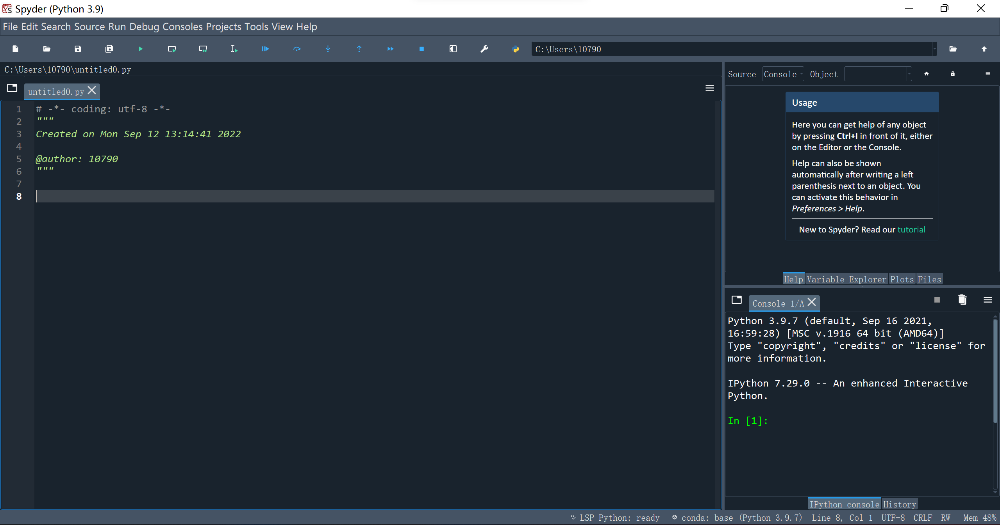 Spyder (Python 3.9)
File Edit Search Source Run Debug Consoles Projects Tools View Help
C:\Users\10790
C:\Users\10790\untitled0.py
untitled0.py
1 # -*- coding: utf-8 -*-
2 """
3 Created on Mon Sep 12 13:14:41 2022
4
5 @author: 10790
6 """
7
8
Source Console Object
Usage
Here you can get help of any object
by pressing Ctrl+I in front of it, either
on the Editor or the Console.
Help can also be shown
automatically after writing a left
parenthesis next to an object. You
can activate this behavior in
Preferences > Help.
New to Spyder? Read our tutorial
Help Variable Explorer Plots Files
Console 1/A
Python 3.9.7 (default, Sep 16 2021,
16:59:28) [MSC v.1916 64 bit (AMD64)]
Type "copyright", "credits" or "license" for
more information.
IPython 7.29.0 -- An enhanced Interactive
Python.
In [1]:
IPython console History
LSP Python: ready conda: base (Python 3.9.7) Line 8, Col 1 UTF-8 CRLF RW Mem 48%